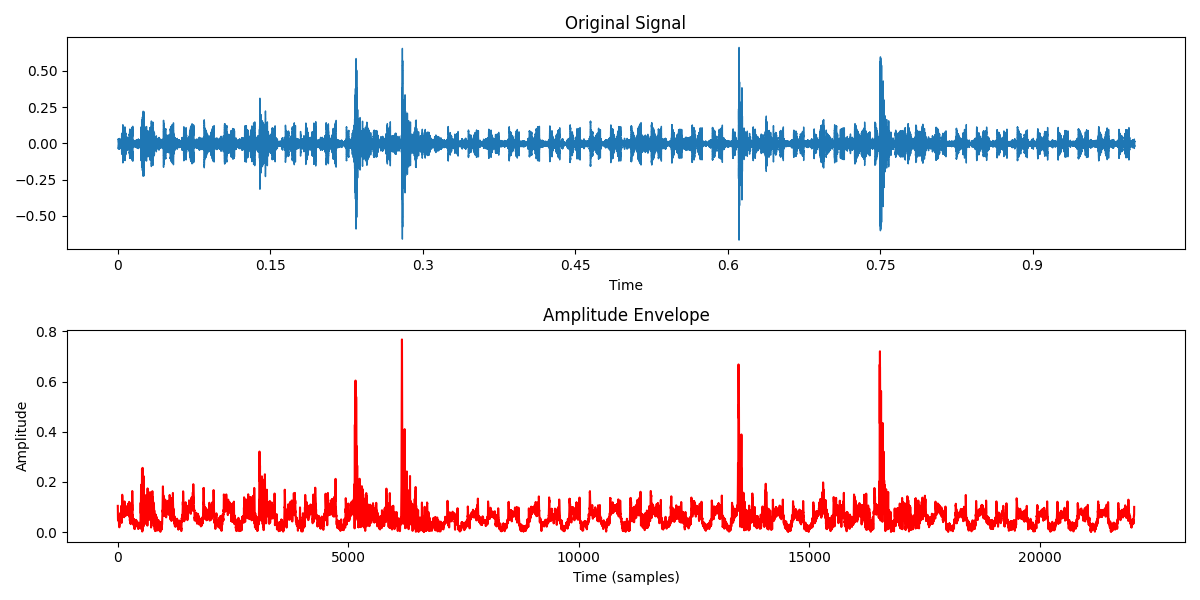 Original Signal
0.50
0.25
0.00
−0.25
−0.50
0 0.15 0.3 0.45 0.6 0.75 0.9
Time
Amplitude Envelope
0.8
0.6
0.4
0.2
0.0
Amplitude
0 5000 10000 15000 20000
Time (samples)